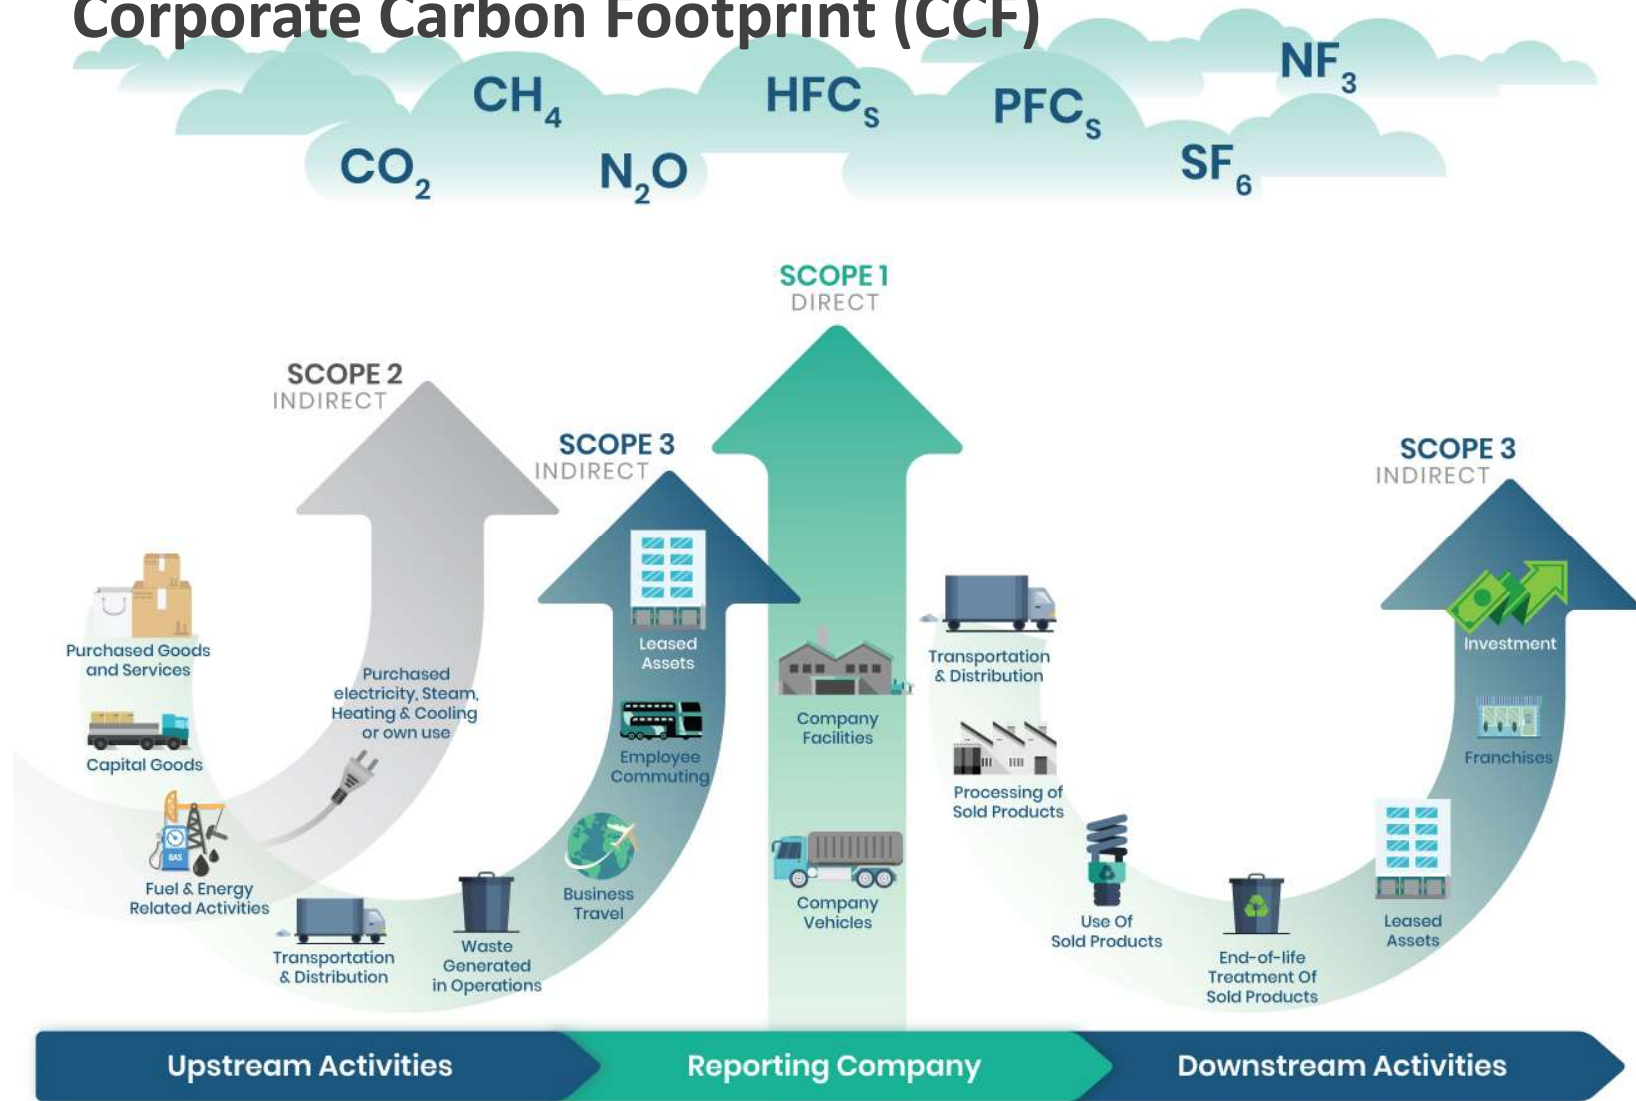 Corporate Carbon Footprint (CCF)
CH4
HFCs
PFCs
NF3
CO2
N2O
SF6
SCOPE 1
DIRECT
SCOPE 2
INDIRECT
SCOPE 3
INDIRECT
SCOPE 3
INDIRECT
Purchased Goods
and Services
Capital Goods
BAS
Fuel & Energy
Related Activities
Purchased
electricity, Steam,
Heating & Cooling
or own use
Transportation
& Distribution
Waste
Generated
in Operations
Business
Travel
Employee
Commuting
Leased
Assets
Company
Facilities
Company
Vehicles
Transportation
& Distribution
Processing of
Sold Products
Use Of
Sold Products
End-of-life
Treatment Of
Sold Products
Leased
Assets
Franchises
Investment
Upstream Activities
Reporting Company
Downstream Activities